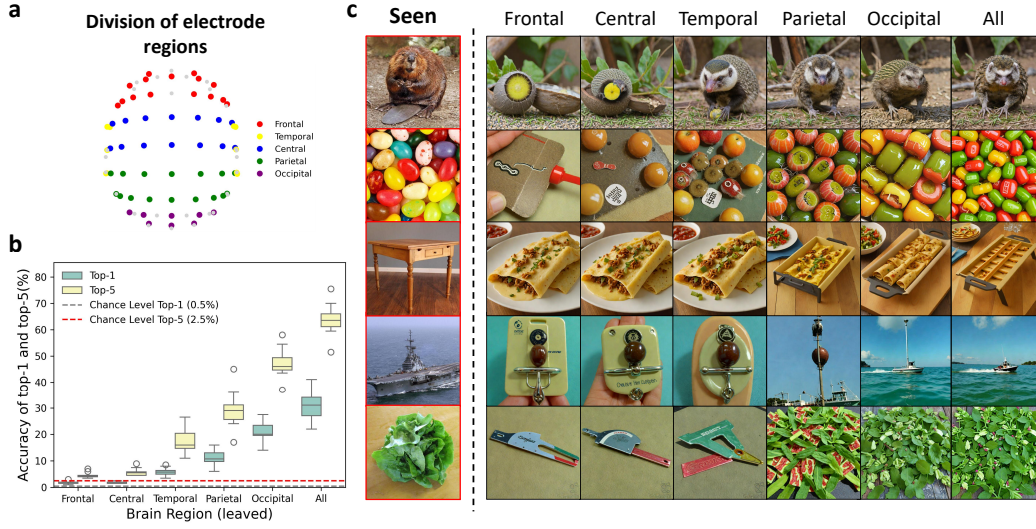 a
Division of electrode
regions
Frontal
Temporal
Central
Parietal
Occipital
b
Accuracy of top-1 and top-5(%)
80
70
60
50
40
30
20
10
0
Top-1
Top-5
Chance Level Top-1 (0.5%)
Chance Level Top-5 (2.5%)
Frontal Central Temporal Parietal Occipital All
Brain Region (leaved)
c
Seen Frontal Central Temporal Parietal Occipital All